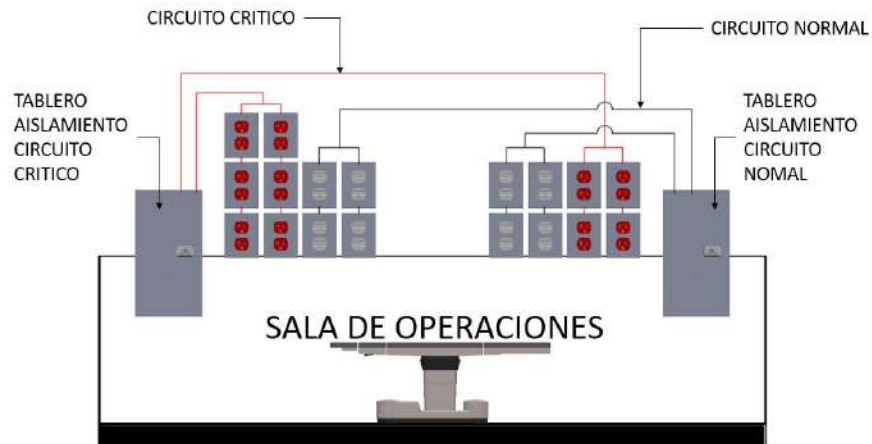 CIRCUITO CRITICO
CIRCUITO NORMAL
TABLERO
AISLAMIENTO
CIRCUITO
CRITICO
TABLERO
AISLAMIENTO
CIRCUITO
NOMAL
SALA DE OPERACIONES